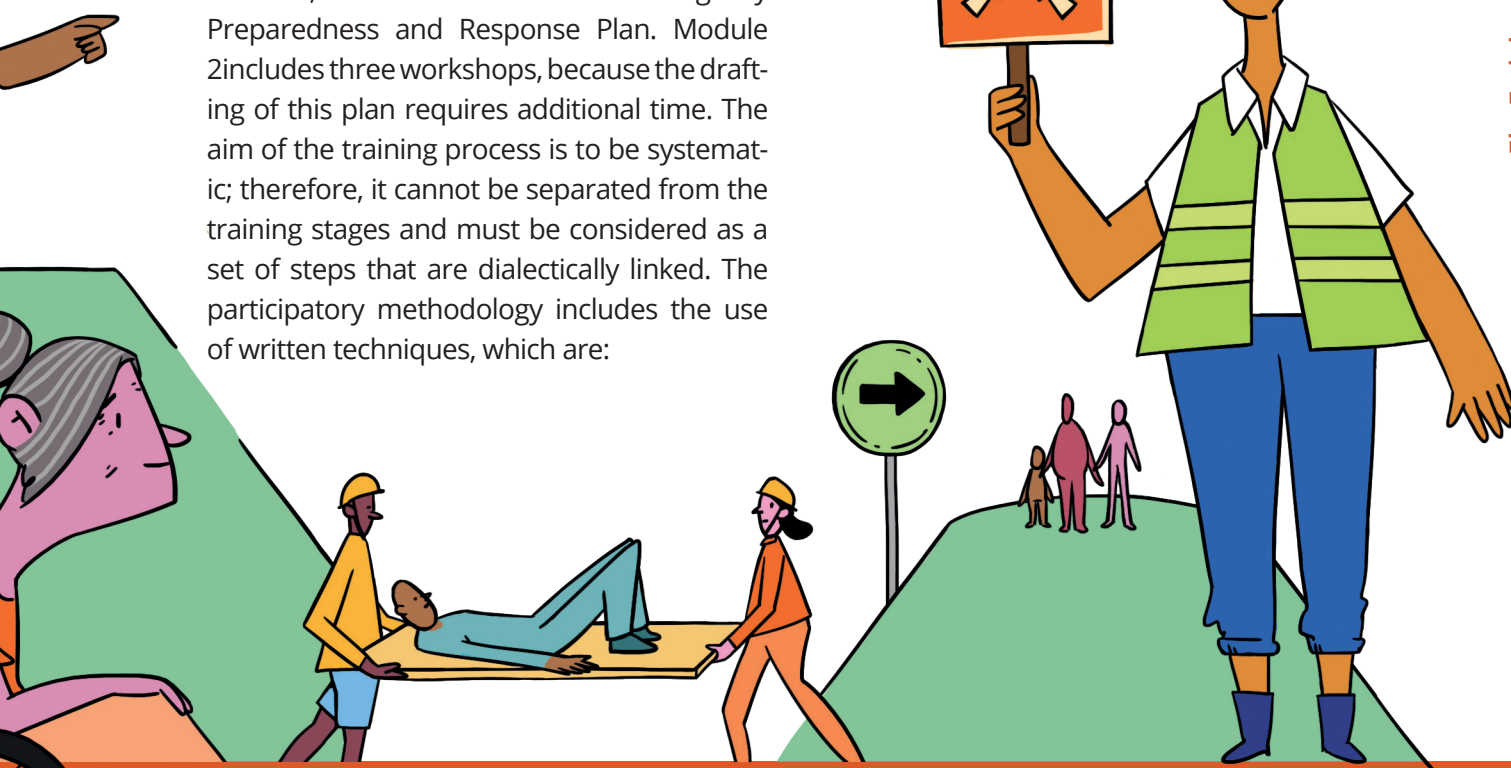 Preparedness and Response Plan. Module
2includes three workshops, because the draft-
ing of this plan requires additional time. The
aim of the training process is to be systemat-
ic; therefore, it cannot be separated from the
training stages and must be considered as a
set of steps that are dialectically linked. The
participatory methodology includes the use
of written techniques, which are: